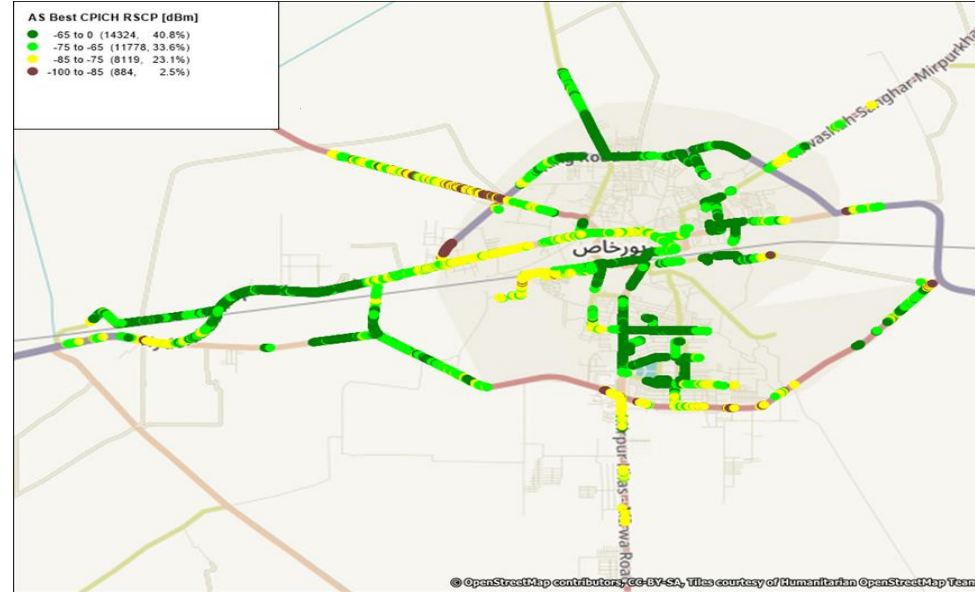 AS Best CPICH RSCP [dBm]
-65 to 0 (14324, 40.8%)
-75 to -65 (11778, 33.6%)
-85 to -75 (8119, 23.1%)
-100 to -85 (884, 2.5%)
-Sanghar-Mirpurkha
پورخاص
© OpenStreetMap contributors, CC-BY-SA, Tiles courtesy of Humanitarian OpenStreetMap Team